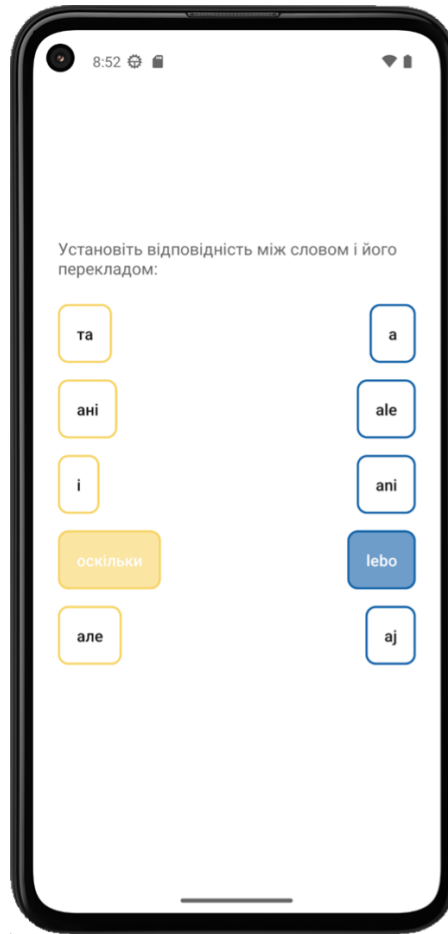 8:52
Установіть відповідність між словом і його
перекладом:
та
a
ані
ale
і
ani
оскільки
lebo
але
aj